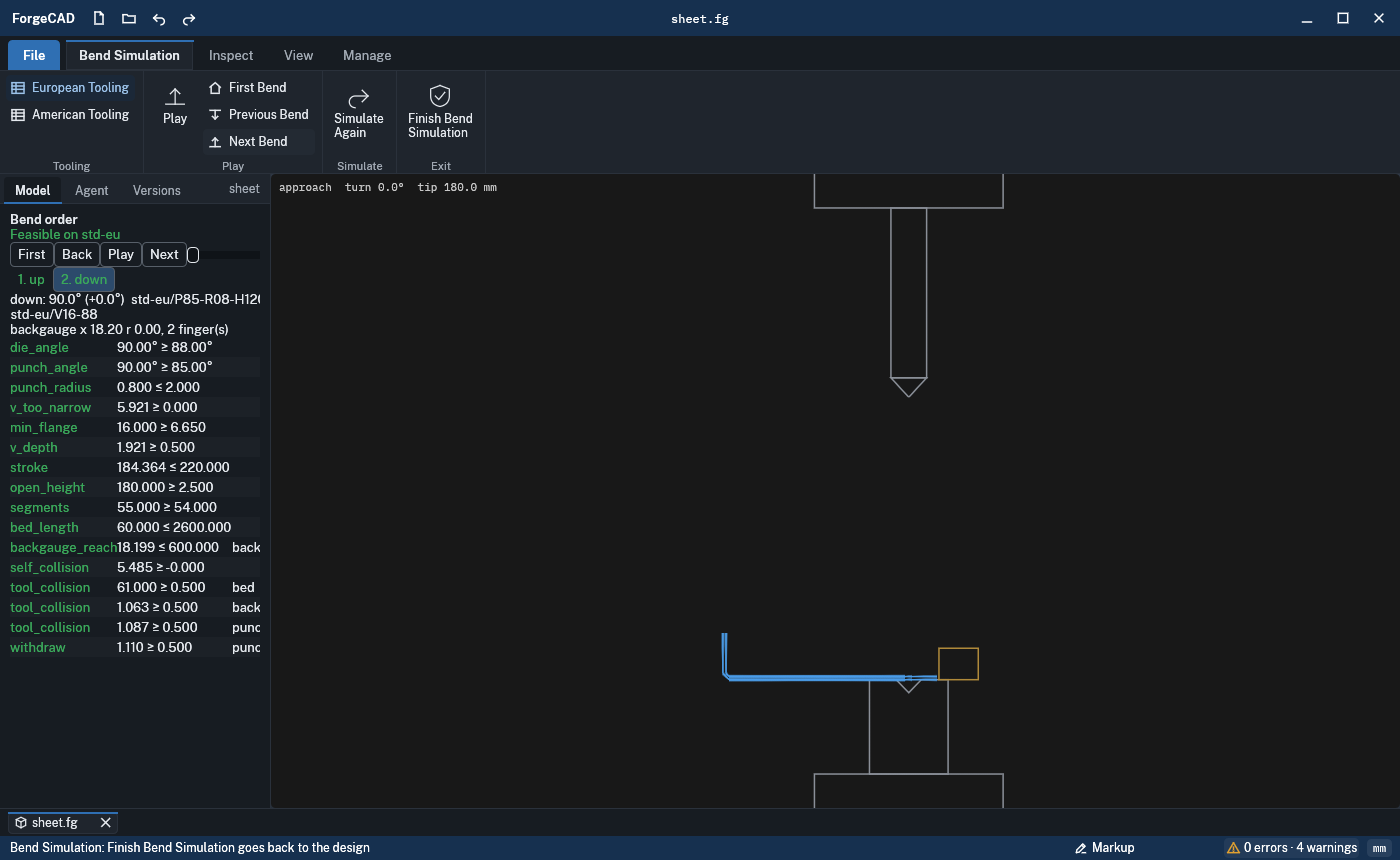 ForgeCAD
sheet.fg
File
Bend Simulation
Inspect
View
Manage
European Tooling
American Tooling
Tooling
Play
First Bend
Previous Bend
Next Bend
Play
Simulate
Again
Simulate
Finish Bend
Simulation
Exit
Model
Agent
Versions
sheet
approach turn 0.0° tip 180.0 mm
Bend order
Feasible on std-eu
First
Back
Play
Next
1. up
2. down
down: 90.0° (+0.0°) std-eu/P85-R08-H120
std-eu/V16-88
backgauge x 18.20 r 0.00, 2 finger(s)
die_angle 90.00° ≥ 88.00°
punch_angle 90.00° ≥ 85.00°
punch_radius 0.800 ≤ 2.000
v_too_narrow 5.921 ≥ 0.000
min_flange 16.000 ≥ 6.650
v_depth 1.921 ≥ 0.500
stroke 184.364 ≤ 220.000
open_height 180.000 ≥ 2.500
segments 55.000 ≥ 54.000
bed_length 60.000 ≤ 2600.000
backgauge_reach 18.199 ≤ 600.000 back
self_collision 5.485 ≥ -0.000
tool_collision 61.000 ≥ 0.500 bed
tool_collision 1.063 ≥ 0.500 back
tool_collision 1.087 ≥ 0.500 punc
withdraw 1.110 ≥ 0.500 punc
sheet.fg
Bend Simulation: Finish Bend Simulation goes back to the design
Markup
0 errors · 4 warnings
mm